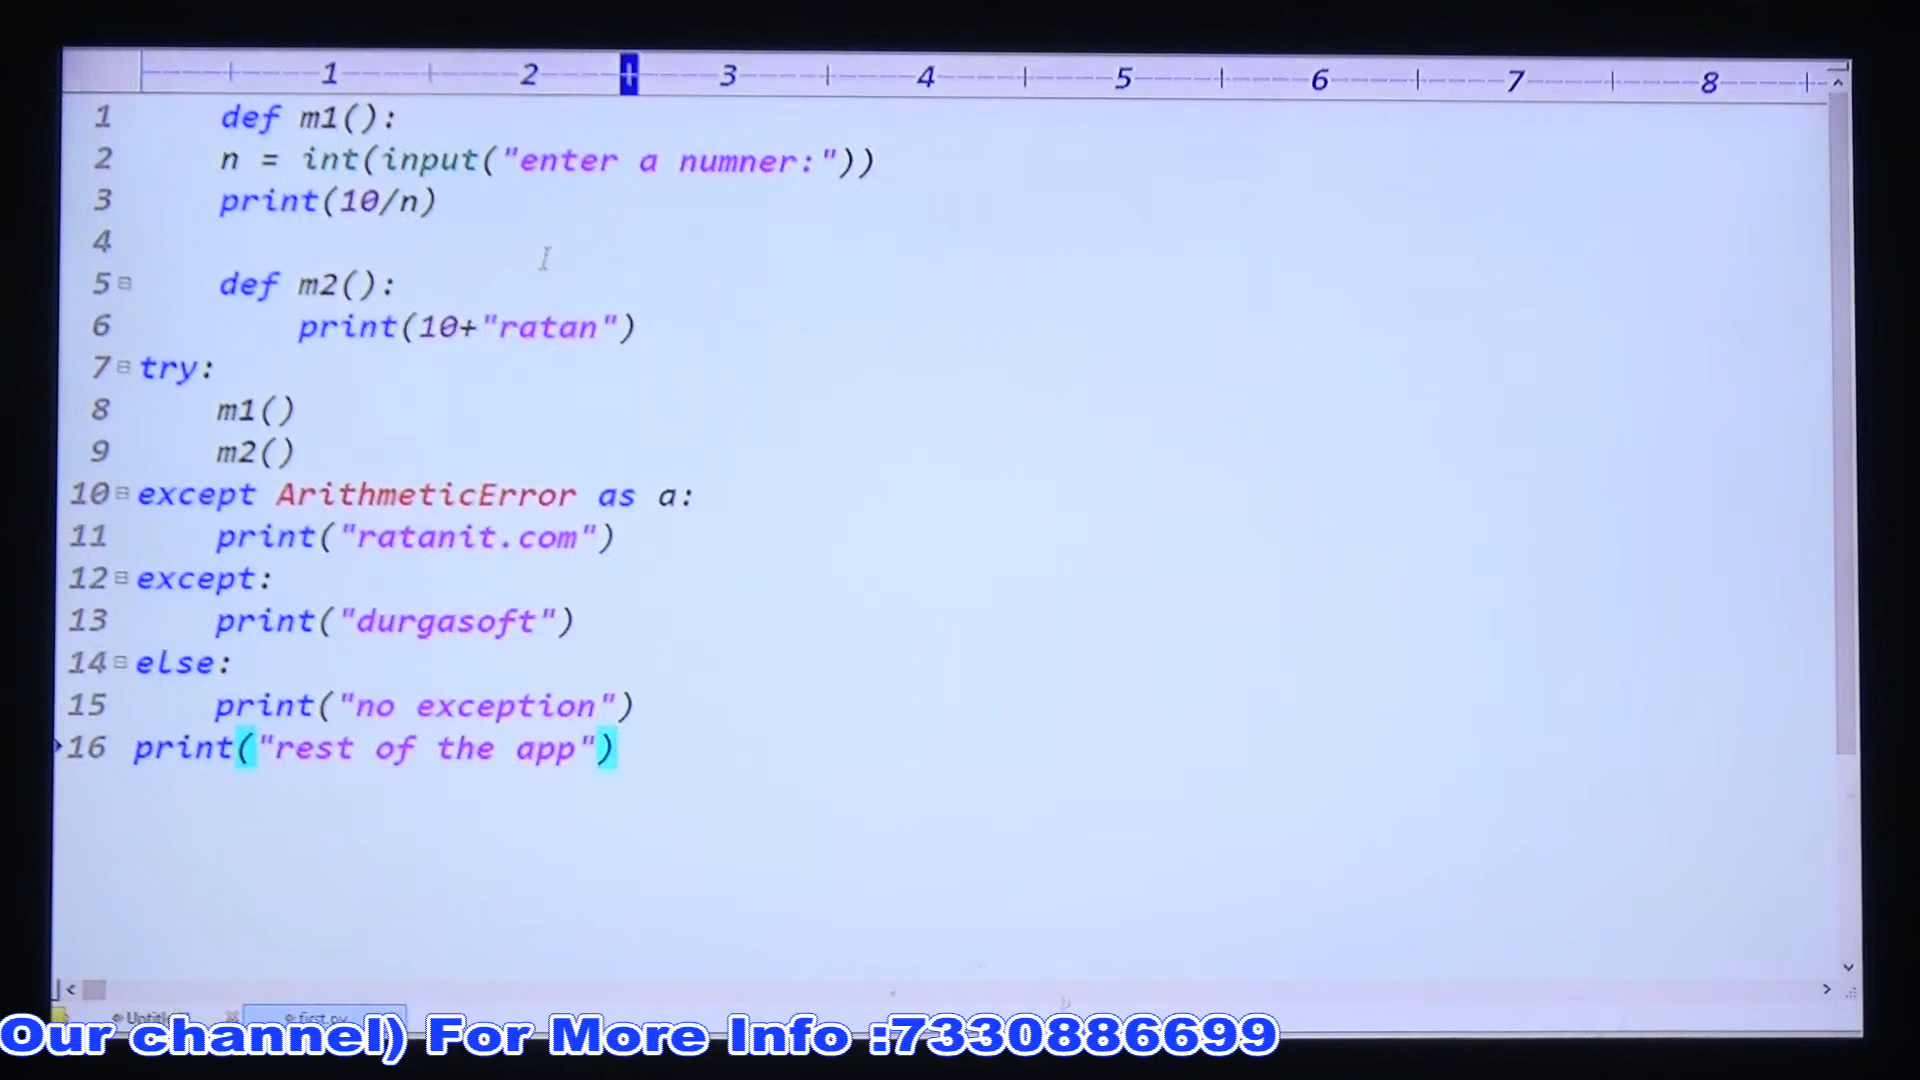 1 2 3 4 5 6 7 8
1 def m1():
2 n = int(input("enter a numner:"))
3 print(10/n)
4
5 def m2():
6 print(10+"ratan")
7 try:
8 m1()
9 m2()
10 except ArithmeticError as a:
11 print("ratanit.com")
12 except:
13 print("durgasoft")
14 else:
15 print("no exception")
16 print("rest of the app")
first.py
Our channel) For More Info :7330886699